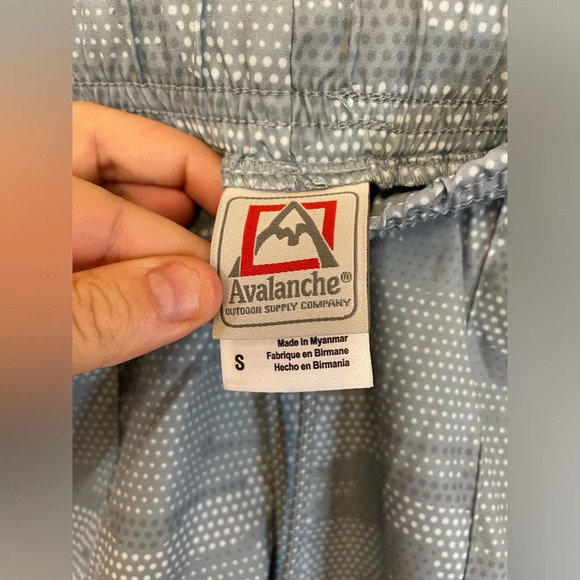 Avalanche®
OUTDOOR SUPPLY COMPANY
S
Made in Myanmar
Fabrique en Birmane
Hecho en Birmania